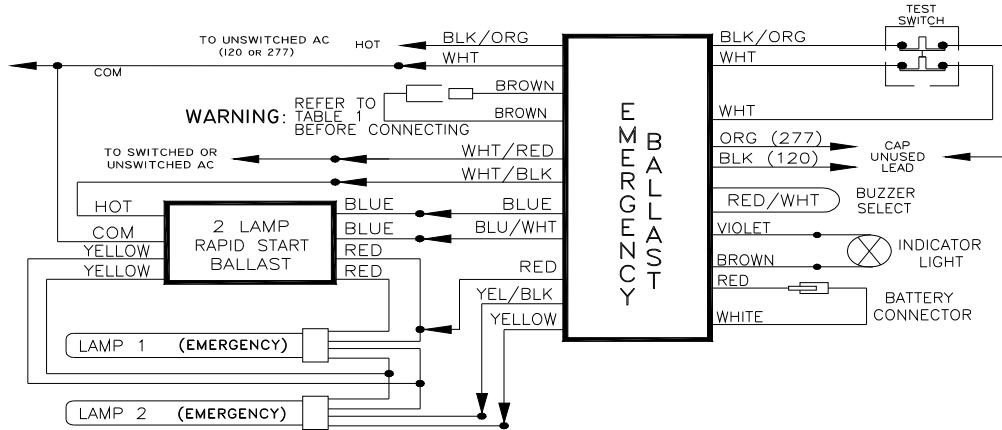 TEST
SWITCH
TO UNSWITCHED AC
(120 OR 277)
HOT
BLK/ORG
BLK/ORG
COM
WHT
WHT
BROWN
WARNING:
REFER TO
TABLE 1
BEFORE CONNECTING
BROWN
WHT
TO SWITCHED OR
UNSWITCHED AC
WHT/RED
WHT/BLK
ORG (277)
BLK (120)
CAP
UNUSED
LEAD
EMERGENCY
BALLAST
RED/WHT
BUZZER
SELECT
HOT
COM
YELLOW
YELLOW
2 LAMP
RAPID START
BALLAST
BLUE
BLUE
RED
RED
BLUE
BLU/WHT
RED
YEL/BLK
YELLOW
VIOLET
BROWN
INDICATOR
LIGHT
RED
WHITE
BATTERY
CONNECTOR
LAMP 1 (EMERGENCY)
LAMP 2 (EMERGENCY)